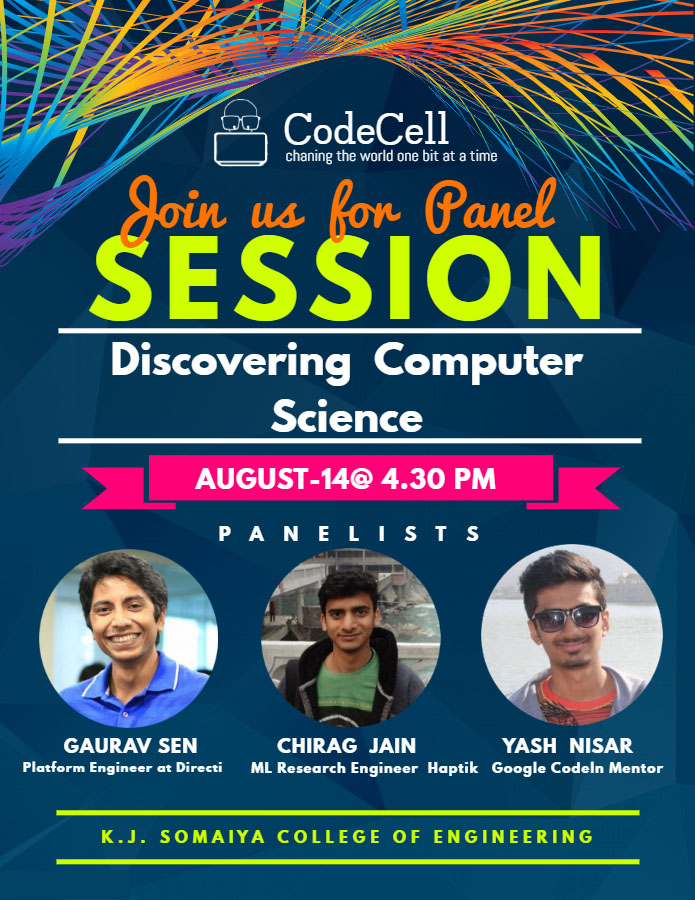 CodeCell
chaning the world one bit at a time
Join us for Panel
SESSION
Discovering Computer
Science
AUGUST-14@ 4.30 PM
PANELISTS
GAURAV SEN
Platform Engineer at Directi
CHIRAG JAIN
ML Research Engineer Haptik
YASH NISAR
Google CodeIn Mentor
K.J. SOMAIYA COLLEGE OF ENGINEERING